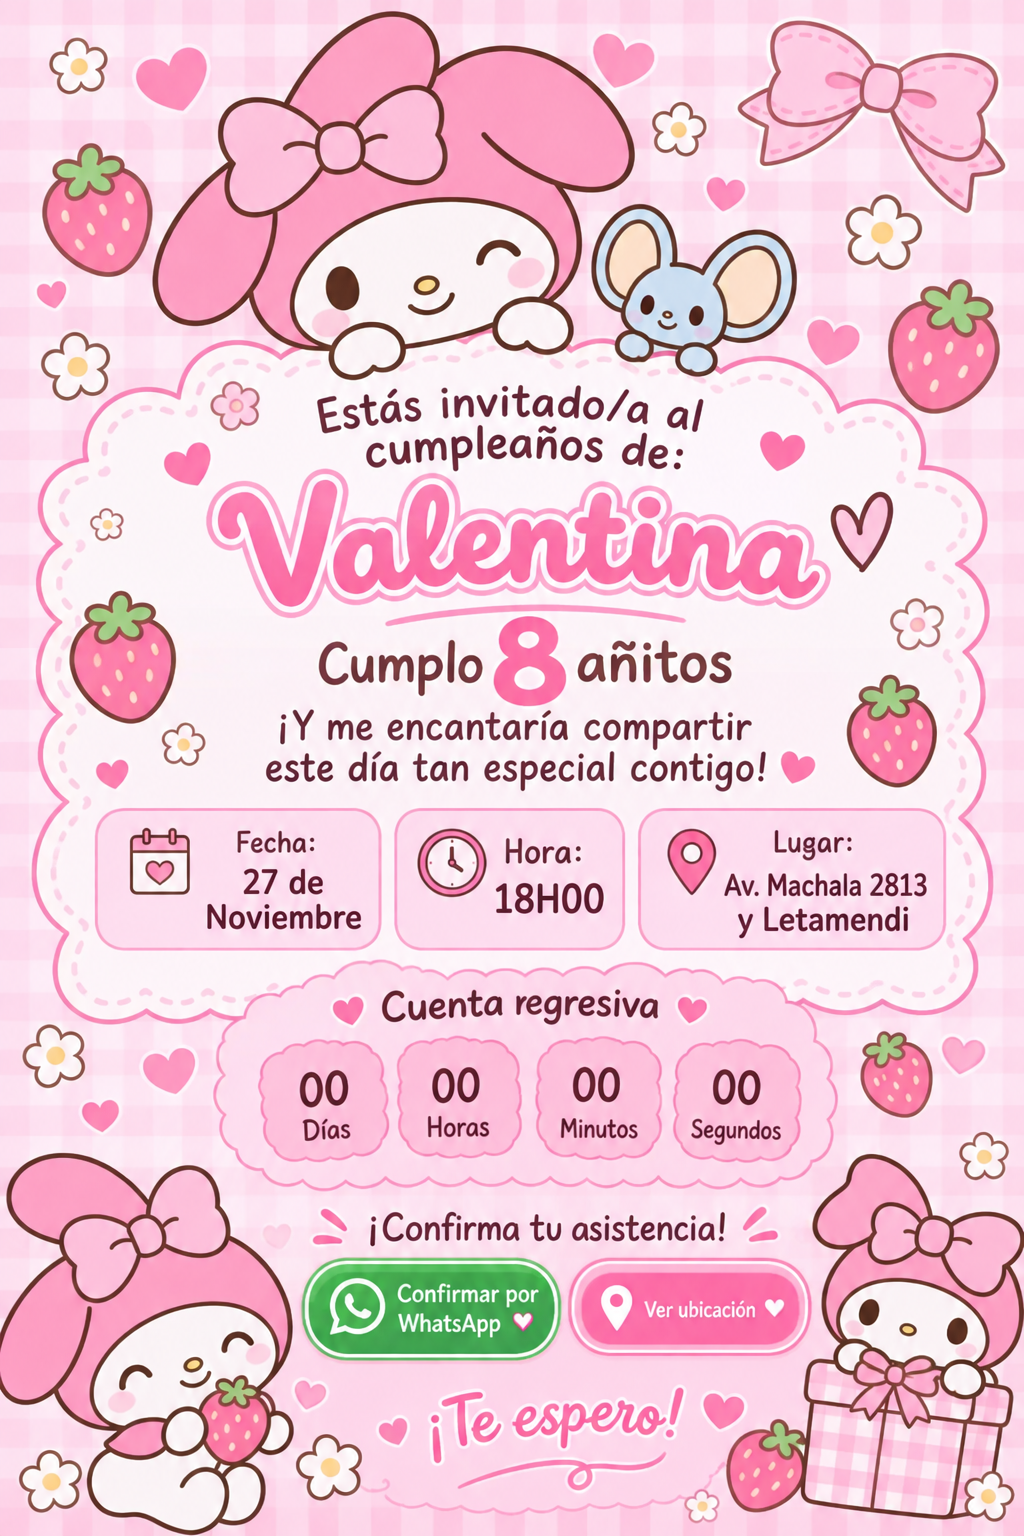 Estás invitado/a al
cumpleaños de:
Valentina
Cumplo 8 añitos
¡Y me encantaría compartir
este día tan especial contigo!
Fecha:
27 de
Noviembre
Hora:
18H00
Lugar:
Av. Machala 2813
y Letamendi
Cuenta regresiva
00
Días
00
Horas
00
Minutos
00
Segundos
¡Confirma tu asistencia!
Confirmar por
WhatsApp
Ver ubicación
¡Te espero!